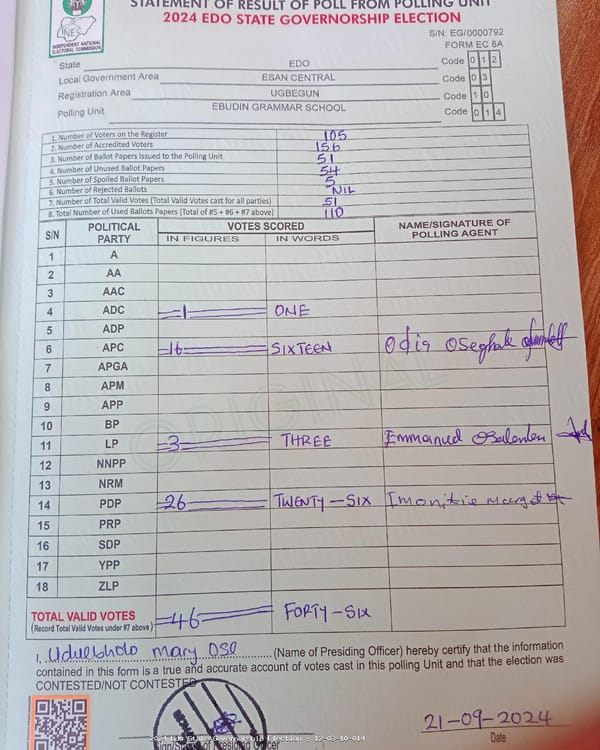 STATEMENT OF RESULT OF POLL FROM POLLING UNIT
2024 EDO STATE GOVERNORSHIP ELECTION
INEC
INDEPENDENT NATIONAL
ELECTORAL COMMISSION
S/N: EG/0000792
FORM EC 8A
State EDO Code 0 1 2
Local Government Area ESAN CENTRAL Code 0 3
Registration Area UGBEGUN Code 1 0
Polling Unit EBUDIN GRAMMAR SCHOOL Code 0 1 4
1. Number of Voters on the Register 105
2. Number of Accredited Voters 156
3. Number of Ballot Papers Issued to the Polling Unit 51
4. Number of Unused Ballot Papers 54
5. Number of Spoiled Ballot Papers 5
6. Number of Rejected Ballots NIL
7. Number of Total Valid Votes (Total Valid Votes cast for all parties) 51
8. Total Number of Used Ballots Papers (Total of #5 + #6 + #7 above) 110
S/N POLITICAL PARTY VOTES SCORED NAME/SIGNATURE OF POLLING AGENT
IN FIGURES IN WORDS
1 A
2 AA
3 AAC
4 ADC 1 ONE
5 ADP
6 APC 16 SIXTEEN Odia Oseghale
7 APGA
8 APM
9 APP
10 BP
11 LP 3 THREE Emmanuel
12 NNPP
13 NRM
14 PDP 26 TWENTY-SIX
15 PRP
16 SDP
17 YPP
18 ZLP
ORIGINAL
TOTAL VALID VOTES 46 FORTY-SIX
(Record Total Valid Votes under #7 above)
I, Uduebholo mary ose (Name of Presiding Officer) hereby certify that the information
contained in this form is a true and accurate account of votes cast in this polling Unit and that the election was
CONTESTED/NOT CONTESTED
2024 Edo State Governorship Election - 12-03-10-014
Sign/Stamp of Presiding Officer
21-09-2024
Date